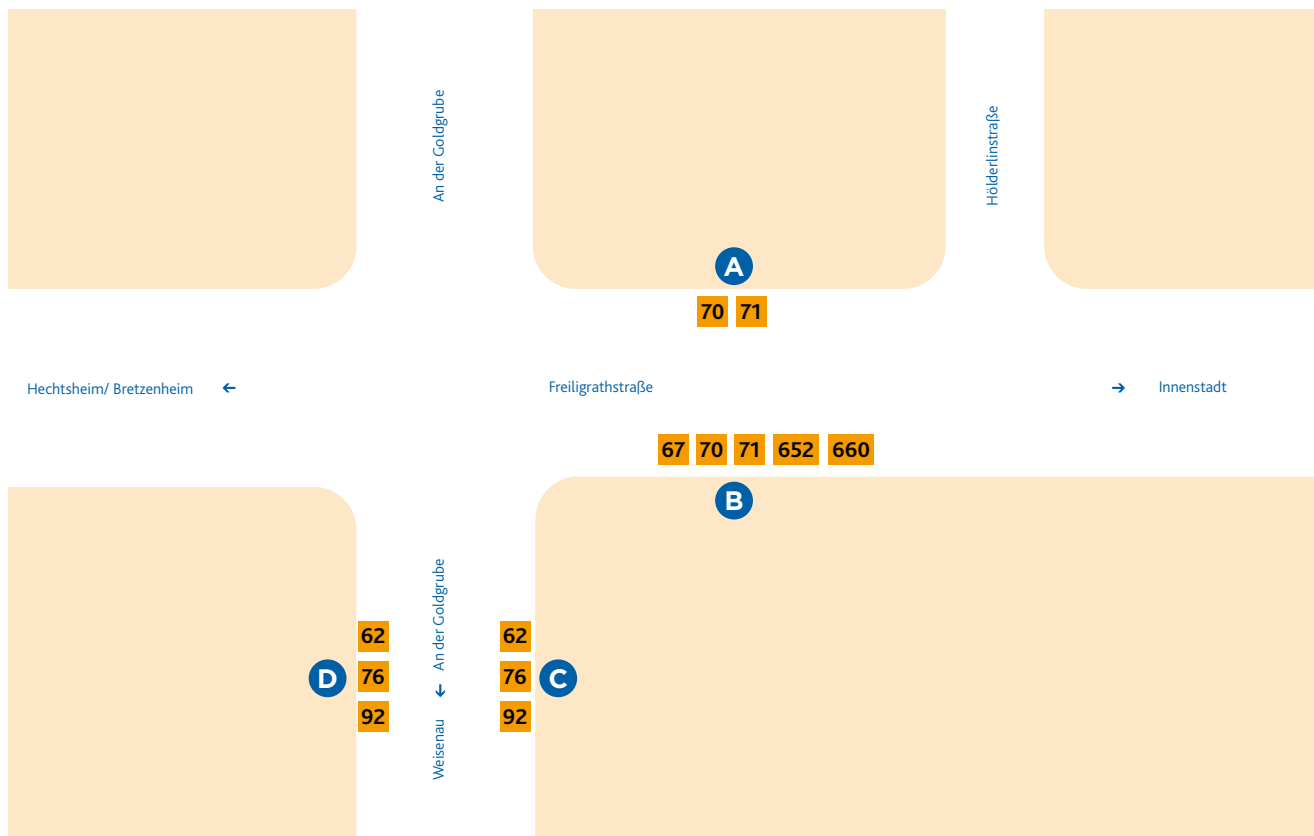 An der Goldgrube
Hölderlinstraße
A
70 71
Hechtsheim/ Bretzenheim ←
Freiligrathstraße
→ Innenstadt
67 70 71 652 660
B
Weisenau ← An der Goldgrube
62
76
92
D
62
76
92
C